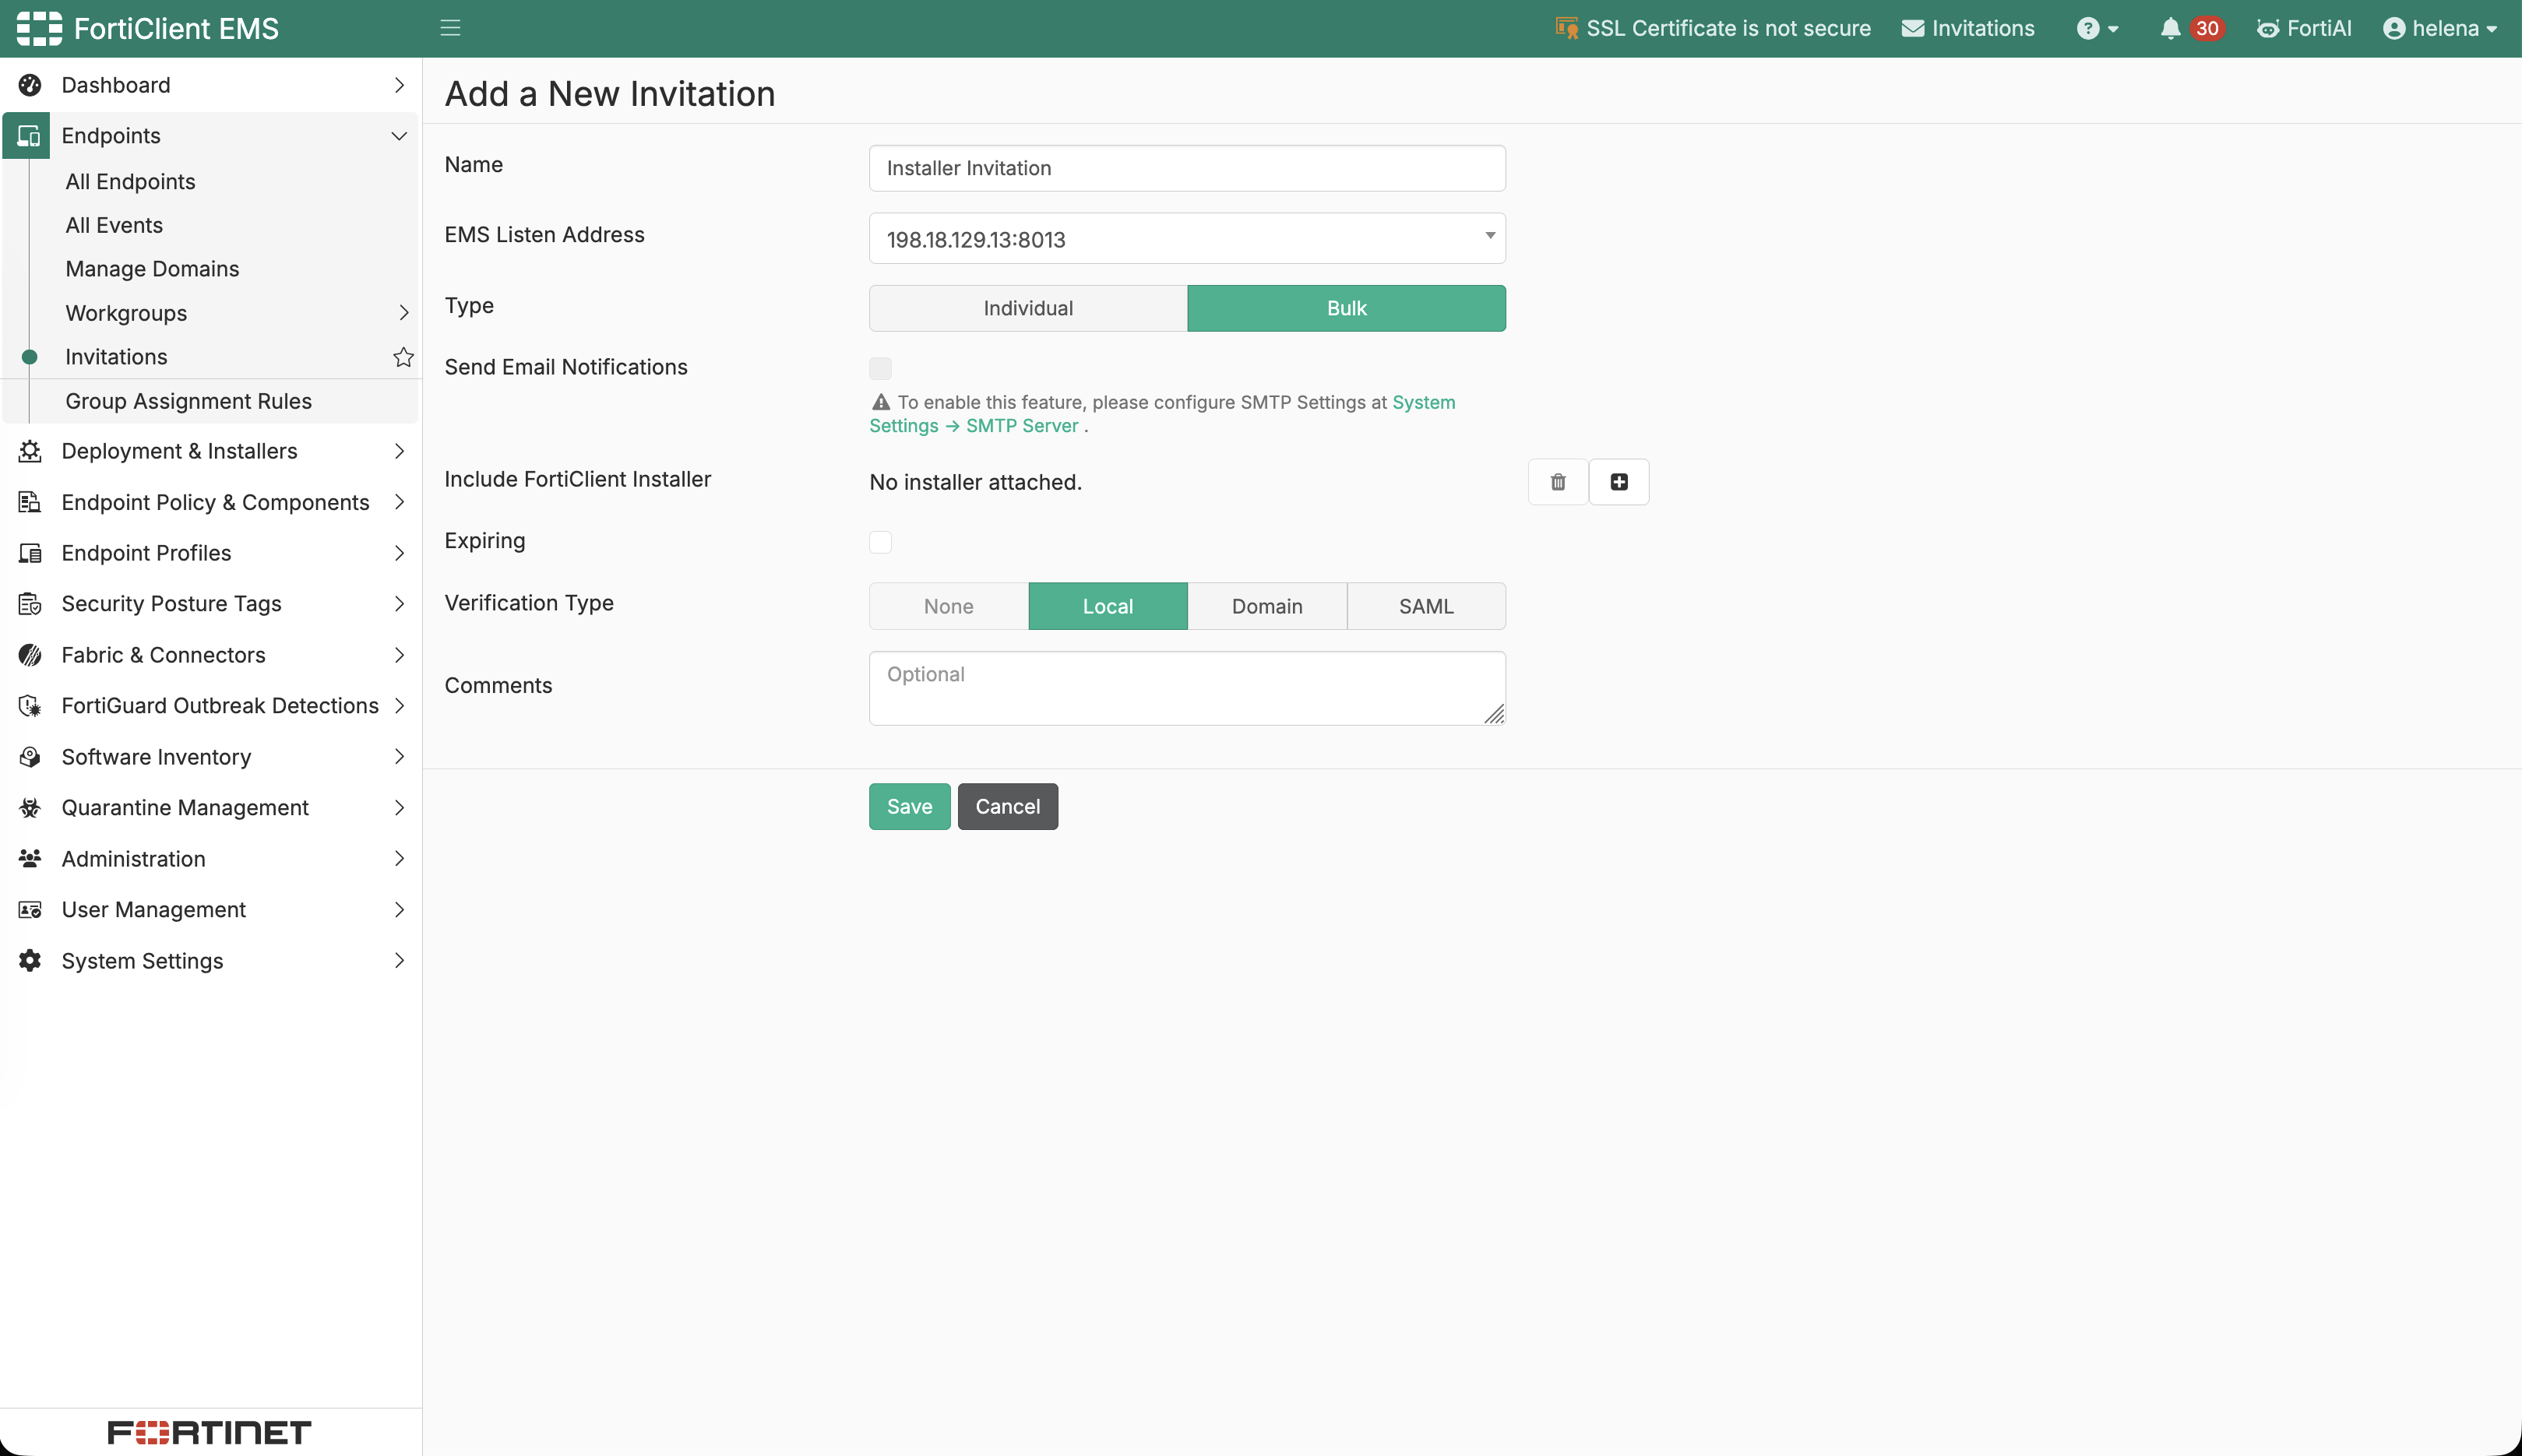 FortiClient EMS
SSL Certificate is not secure
Invitations
30
FortiAI
helena
Dashboard
Endpoints
All Endpoints
All Events
Manage Domains
Workgroups
Invitations
Group Assignment Rules
Deployment & Installers
Endpoint Policy & Components
Endpoint Profiles
Security Posture Tags
Fabric & Connectors
FortiGuard Outbreak Detections
Software Inventory
Quarantine Management
Administration
User Management
System Settings
FORTINET
Add a New Invitation
Name
Installer Invitation
EMS Listen Address
198.18.129.13:8013
Type
Individual
Bulk
Send Email Notifications
To enable this feature, please configure SMTP Settings at System
Settings → SMTP Server .
Include FortiClient Installer
No installer attached.
Expiring
Verification Type
None
Local
Domain
SAML
Comments
Optional
Save
Cancel